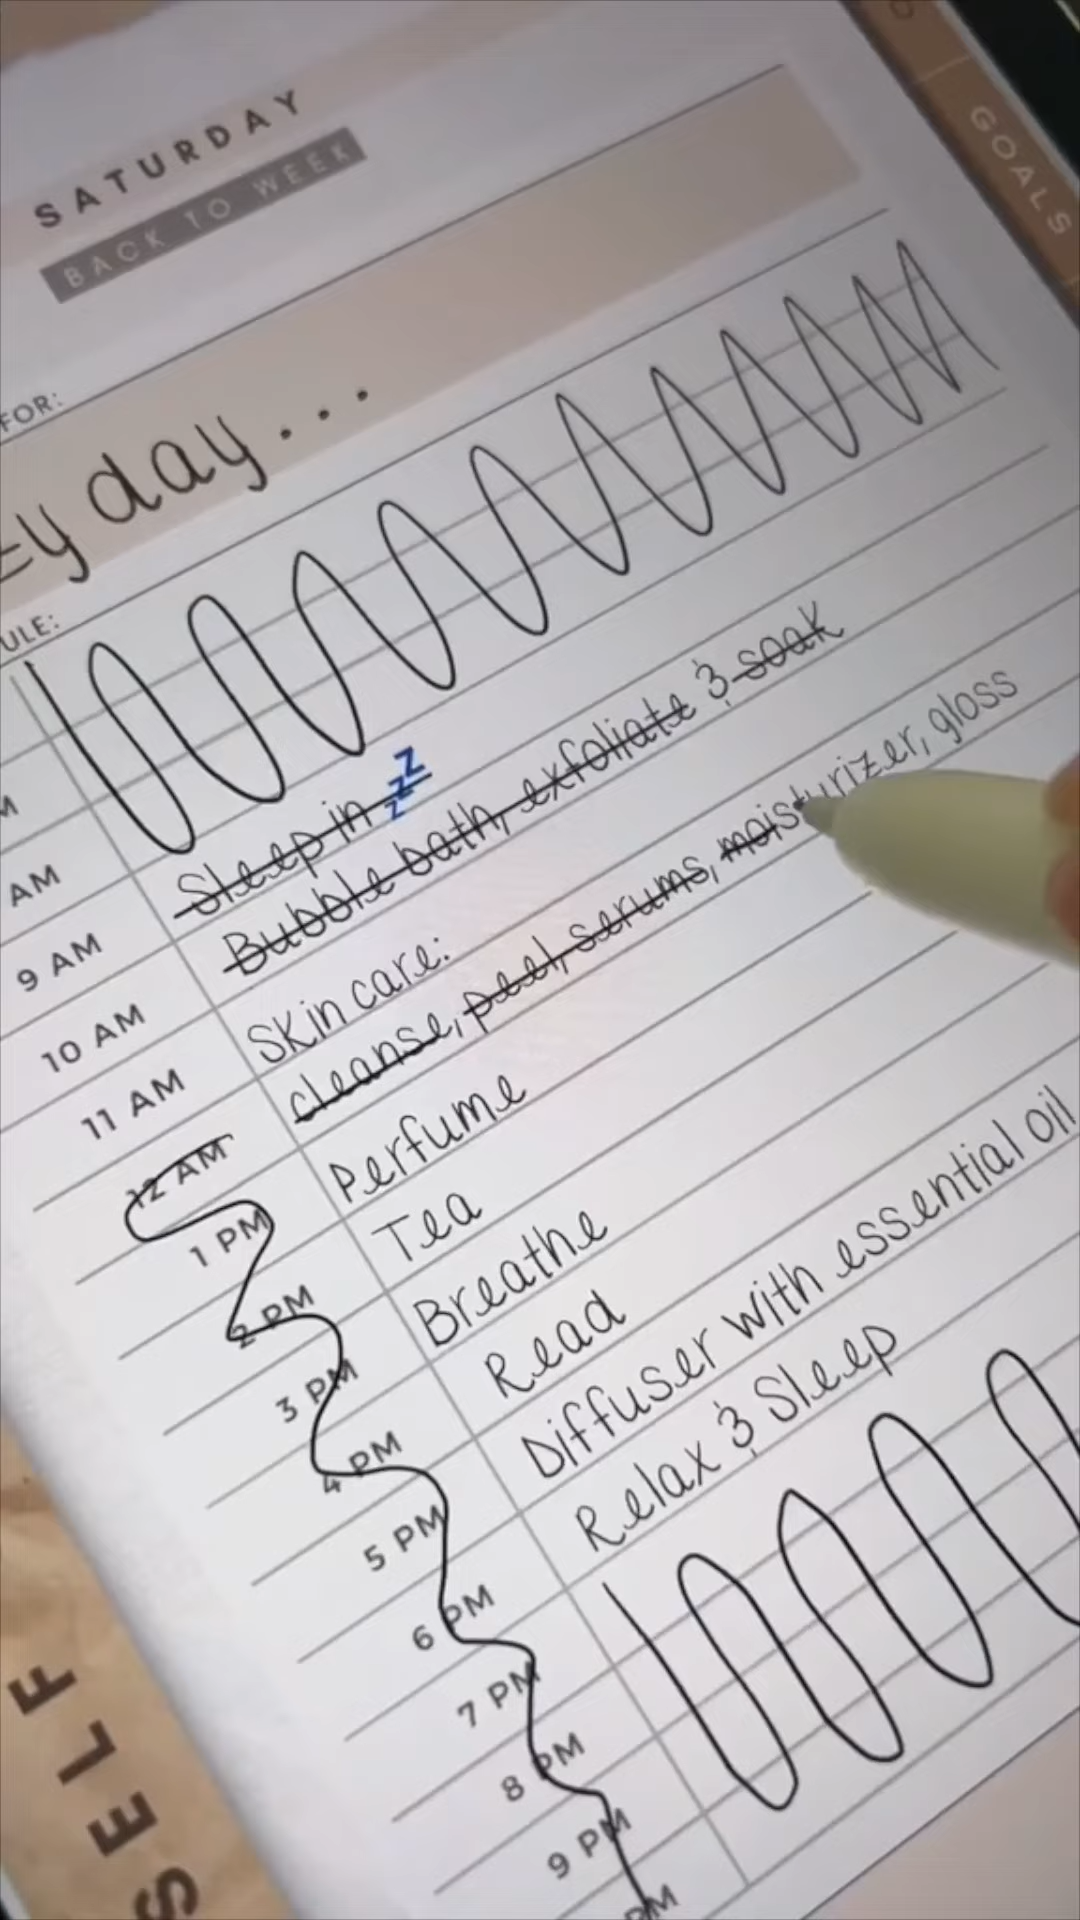 SATURDAY
BACK TO WEEK
GOALS
FOR:
day...
Sleep in zzz
Bubble bath, exfoliate & soak
Skin care:
cleanse, peel, serums, moisturizer, gloss
Perfume
Tea
Breathe
Read
Diffuser with essential oil
Relax & Sleep
AM
9 AM
10 AM
11 AM
12 AM
1 PM
2 PM
3 PM
4 PM
5 PM
6 PM
7 PM
8 PM
9 PM
PM
SELF